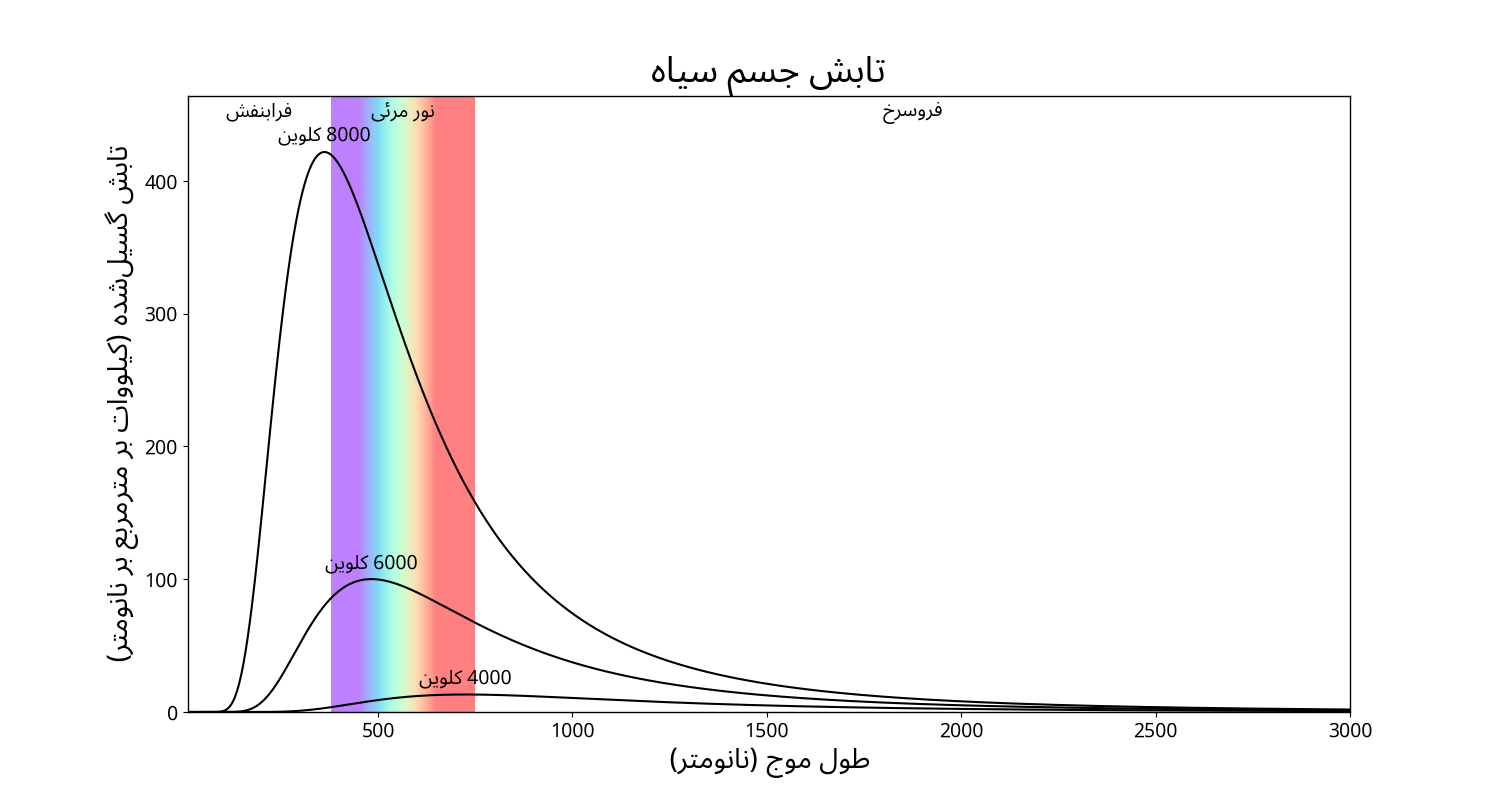 تابش جسم سیاه
فرابنفش
نور مرئی
فروسرخ
8000 کلوین
6000 کلوین
4000 کلوین
تابش گسیل‌شده (کیلووات بر مترمربع بر نانومتر)
400
300
200
100
0
500
1000
1500
2000
2500
3000
طول موج (نانومتر)